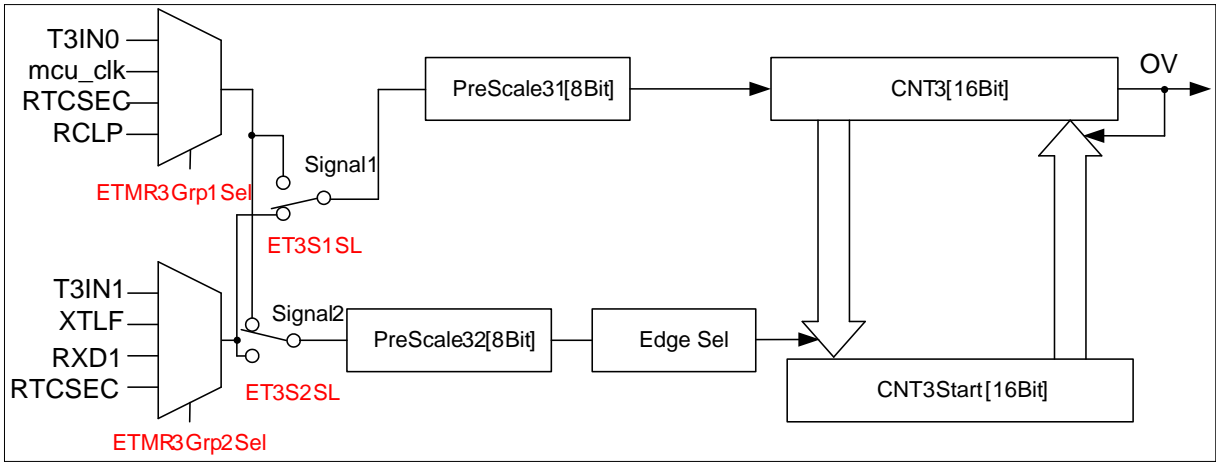 T3IN0
mcu_clk
RTCSEC
RCLP
ETMR3Grp1Sel
PreScale31[8Bit]
CNT3[16Bit]
OV
Signal1
ET3S1SL
T3IN1
XTLF
RXD1
RTCSEC
ETMR3Grp2Sel
Signal2
ET3S2SL
PreScale32[8Bit]
Edge Sel
CNT3Start[16Bit]